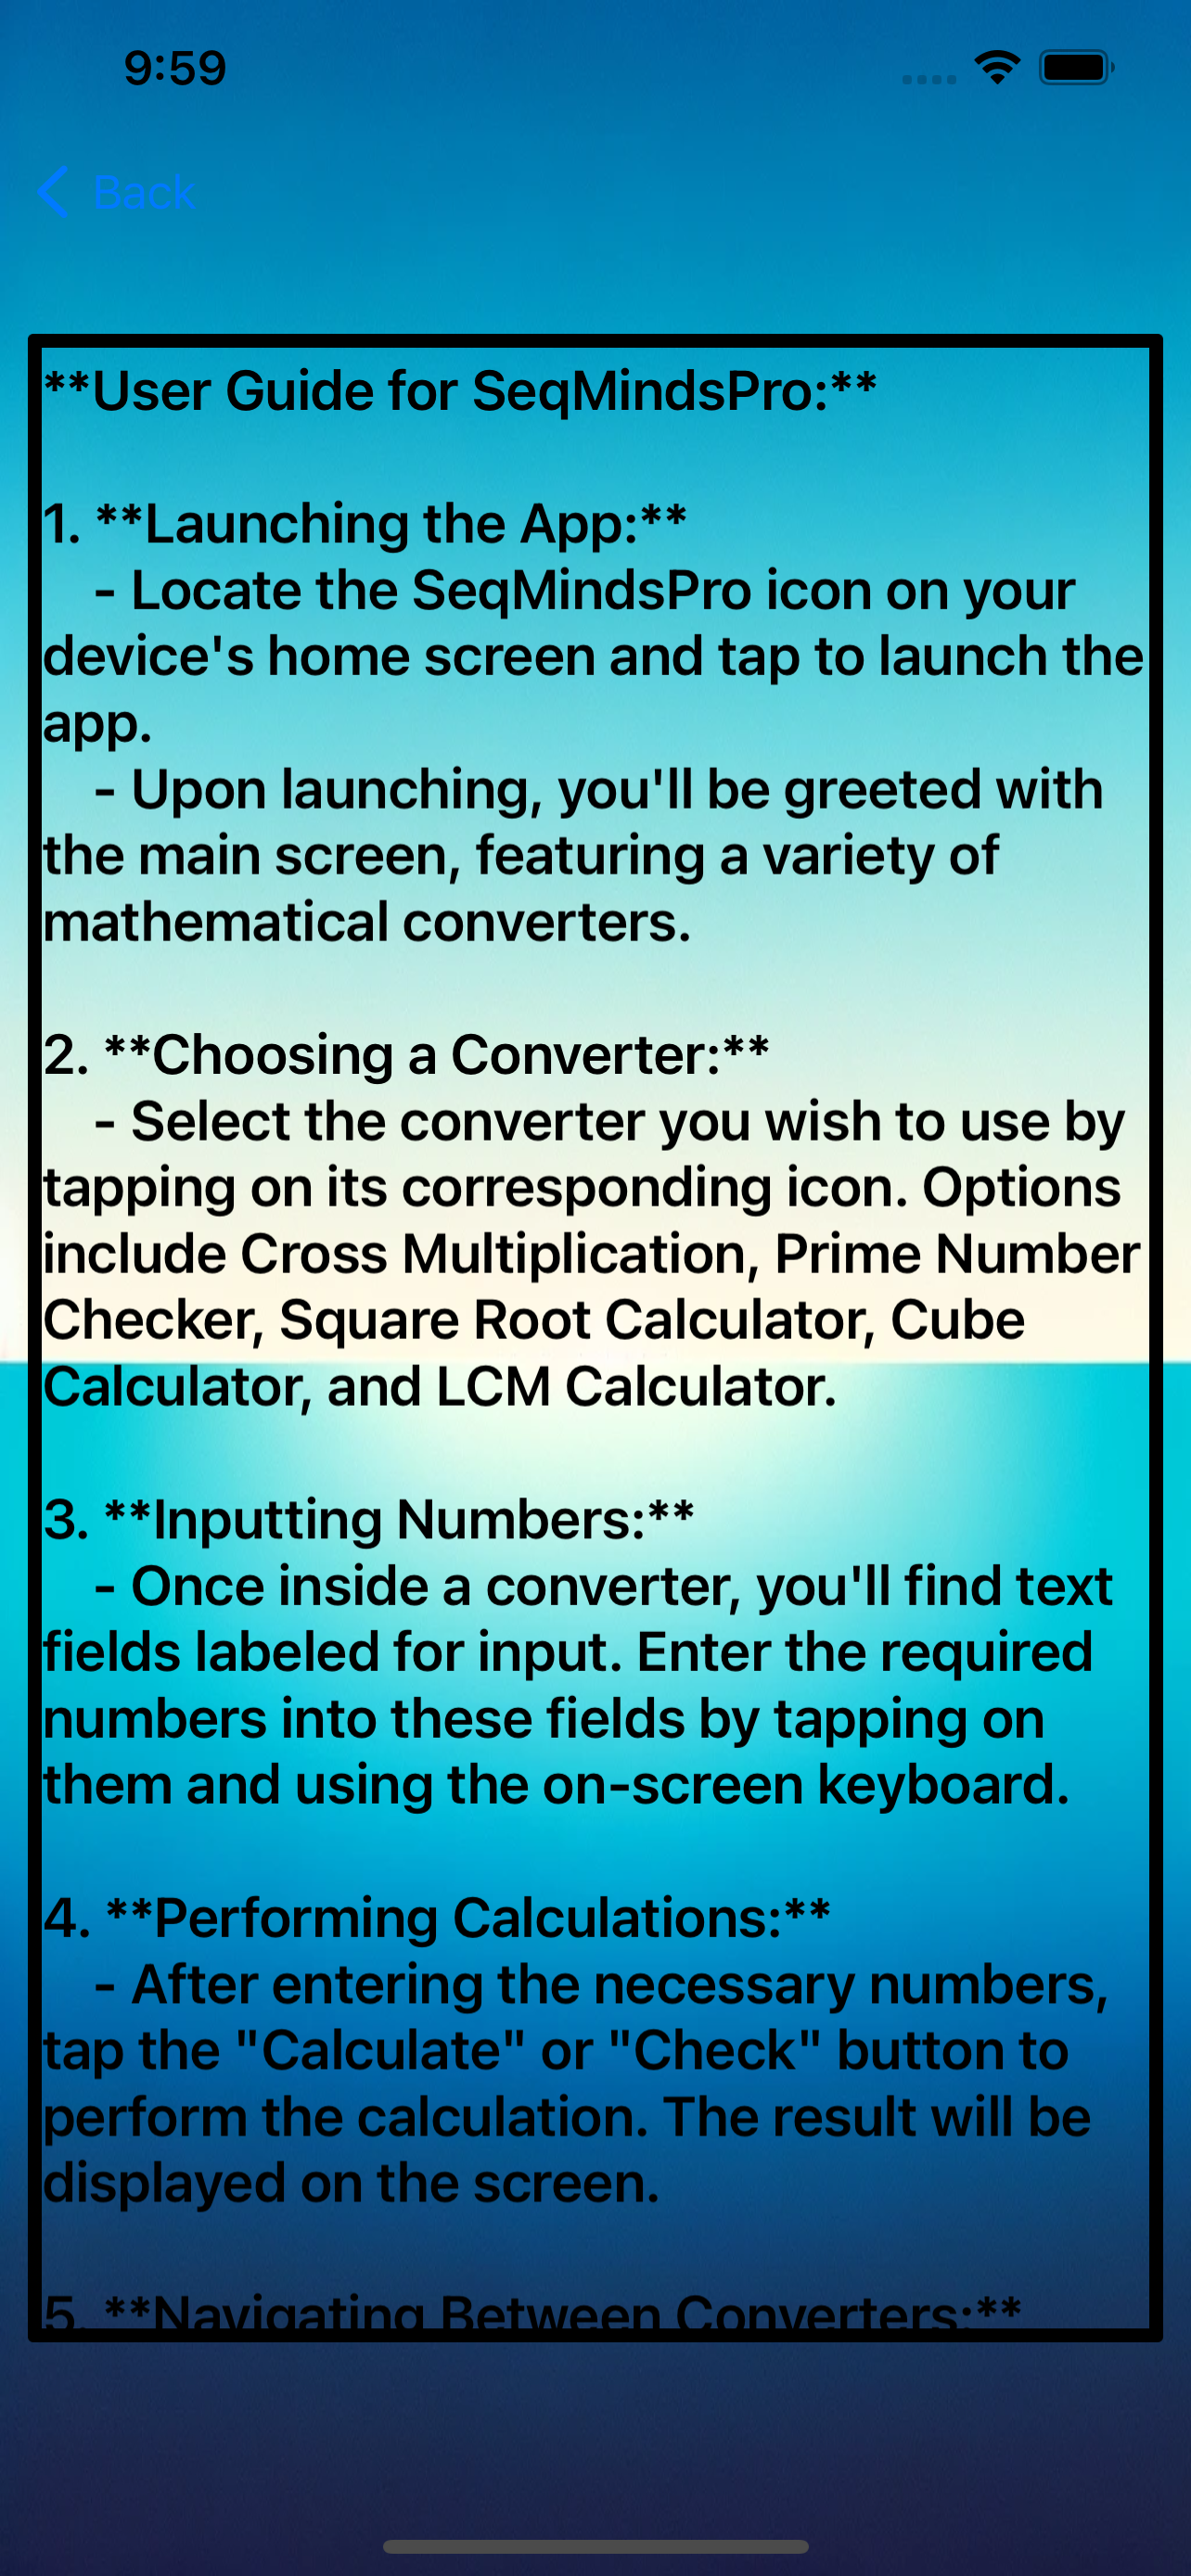 9:59
Back
**User Guide for SeqMindsPro:**
1. **Launching the App:**
- Locate the SeqMindsPro icon on your
device's home screen and tap to launch the
app.
- Upon launching, you'll be greeted with
the main screen, featuring a variety of
mathematical converters.
2. **Choosing a Converter:**
- Select the converter you wish to use by
tapping on its corresponding icon. Options
include Cross Multiplication, Prime Number
Checker, Square Root Calculator, Cube
Calculator, and LCM Calculator.
3. **Inputting Numbers:**
- Once inside a converter, you'll find text
fields labeled for input. Enter the required
numbers into these fields by tapping on
them and using the on-screen keyboard.
4. **Performing Calculations:**
- After entering the necessary numbers,
tap the "Calculate" or "Check" button to
perform the calculation. The result will be
displayed on the screen.
5. **Navigating Between Converters:**